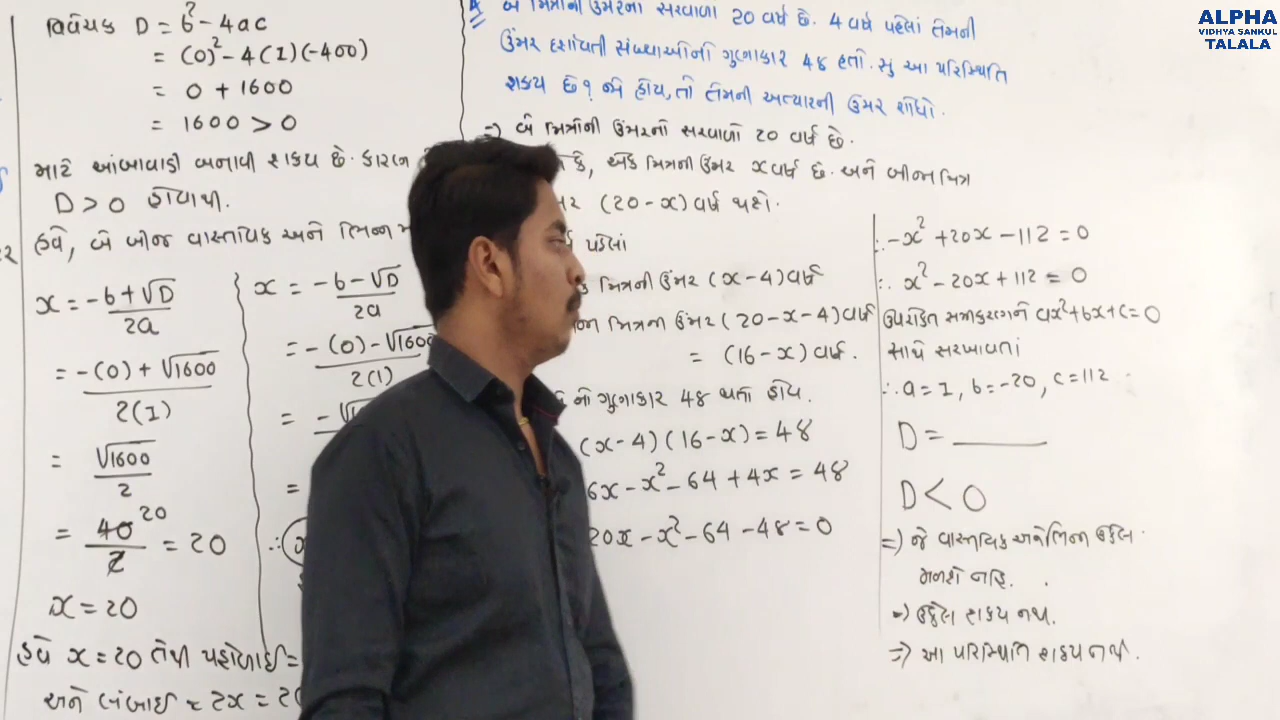 વિવેચક D = b² - 4ac
= (0)² - 4(1)(-400)
= 0 + 1600
= 1600 > 0
માટે આંબાવાડી બનાવી શકાય છે. કારણ
D > 0 હોવાથી.
હવે, બે બીજ વાસ્તવિક અને ભિન્ન
x = -b + √D / 2a
= -(0) + √1600 / 2(1)
= √1600 / 2
= 40 20 / 2 = 20
x = 20
હવે x = 20 તેથી પહોળાઈ =
અને લંબાઈ = 2x =
x = -b - √D / 2a
= -(0) - √1600 / 2(1)
= -
=
∴
બે મિત્રોની ઉંમરના સરવાળા 20 વર્ષ છે. 4 વર્ષ પહેલાં તેમની
ઉંમર દર્શાવતી સંખ્યાઓનો ગુણાકાર 48 હતો. શું આ પરિસ્થિતિ
શક્ય છે? જો હોય, તો તેમની અત્યારની ઉંમર શોધો.
⇒ બે મિત્રોની ઉંમરનો સરવાળો 20 વર્ષ છે.
કે, એક મિત્રની ઉંમર x વર્ષ છે. અને બીજા મિત્ર
(20-x) વર્ષ થશે.
પહેલાં
મિત્રની ઉંમર (x-4) વર્ષ
મિત્રની ઉંમર (20-x-4) વર્ષ
= (16-x) વર્ષ.
નો ગુણાકાર 48 થતો હોય.
(x-4)(16-x) = 48
6x - x² - 64 + 4x = 48
20x - x² - 64 - 48 = 0
∴ -x² + 20x - 112 = 0
∴ x² - 20x + 112 = 0
ઉપરોક્ત સમીકરણને ax² + bx + c = 0
સાથે સરખાવતાં
∴ a = 1, b = -20, c = 112
D = ______
D < 0
⇒ જે વાસ્તવિક અને ભિન્ન ઉકેલ
મળશે નહિ.
⇒ ઉકેલ શક્ય નથી.
⇒ આ પરિસ્થિતિ શક્ય નથી.
ALPHA
VIDHYA SANKUL
TALALA